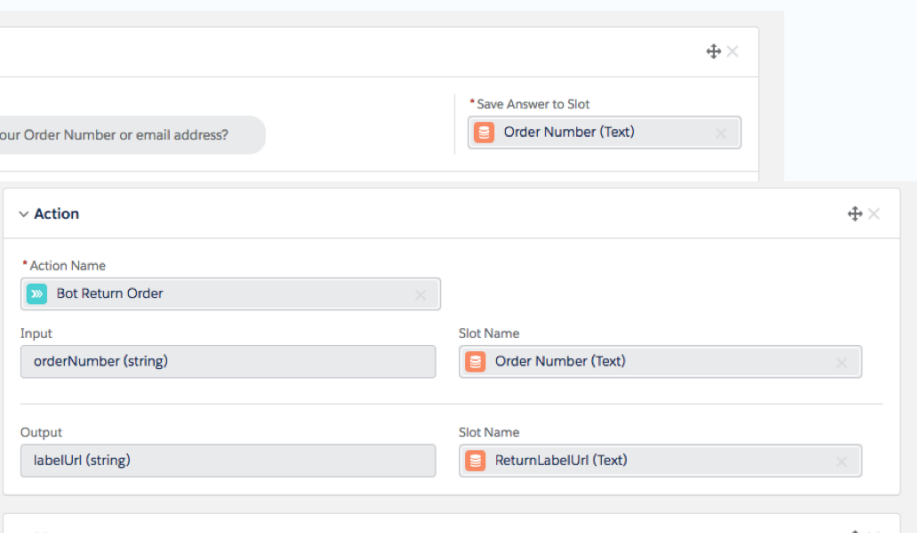 * Save Answer to Slot
our Order Number or email address?
Order Number (Text)
Action
* Action Name
Bot Return Order
Input
Slot Name
orderNumber (string)
Order Number (Text)
Output
Slot Name
labelUrl (string)
ReturnLabelUrl (Text)